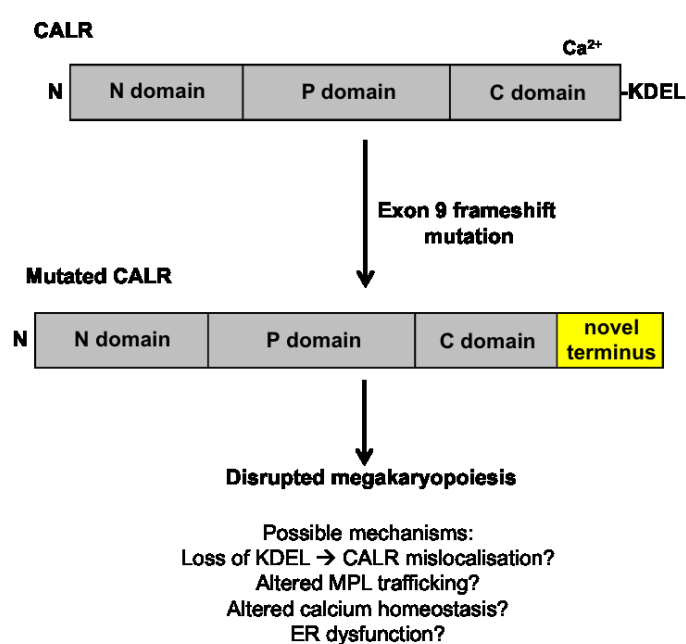 CALR
Ca²⁺
N N domain P domain C domain -KDEL
Exon 9 frameshift
mutation
Mutated CALR
N N domain P domain C domain novel
terminus
Disrupted megakaryopoiesis
Possible mechanisms:
Loss of KDEL → CALR mislocalisation?
Altered MPL trafficking?
Altered calcium homeostasis?
ER dysfunction?